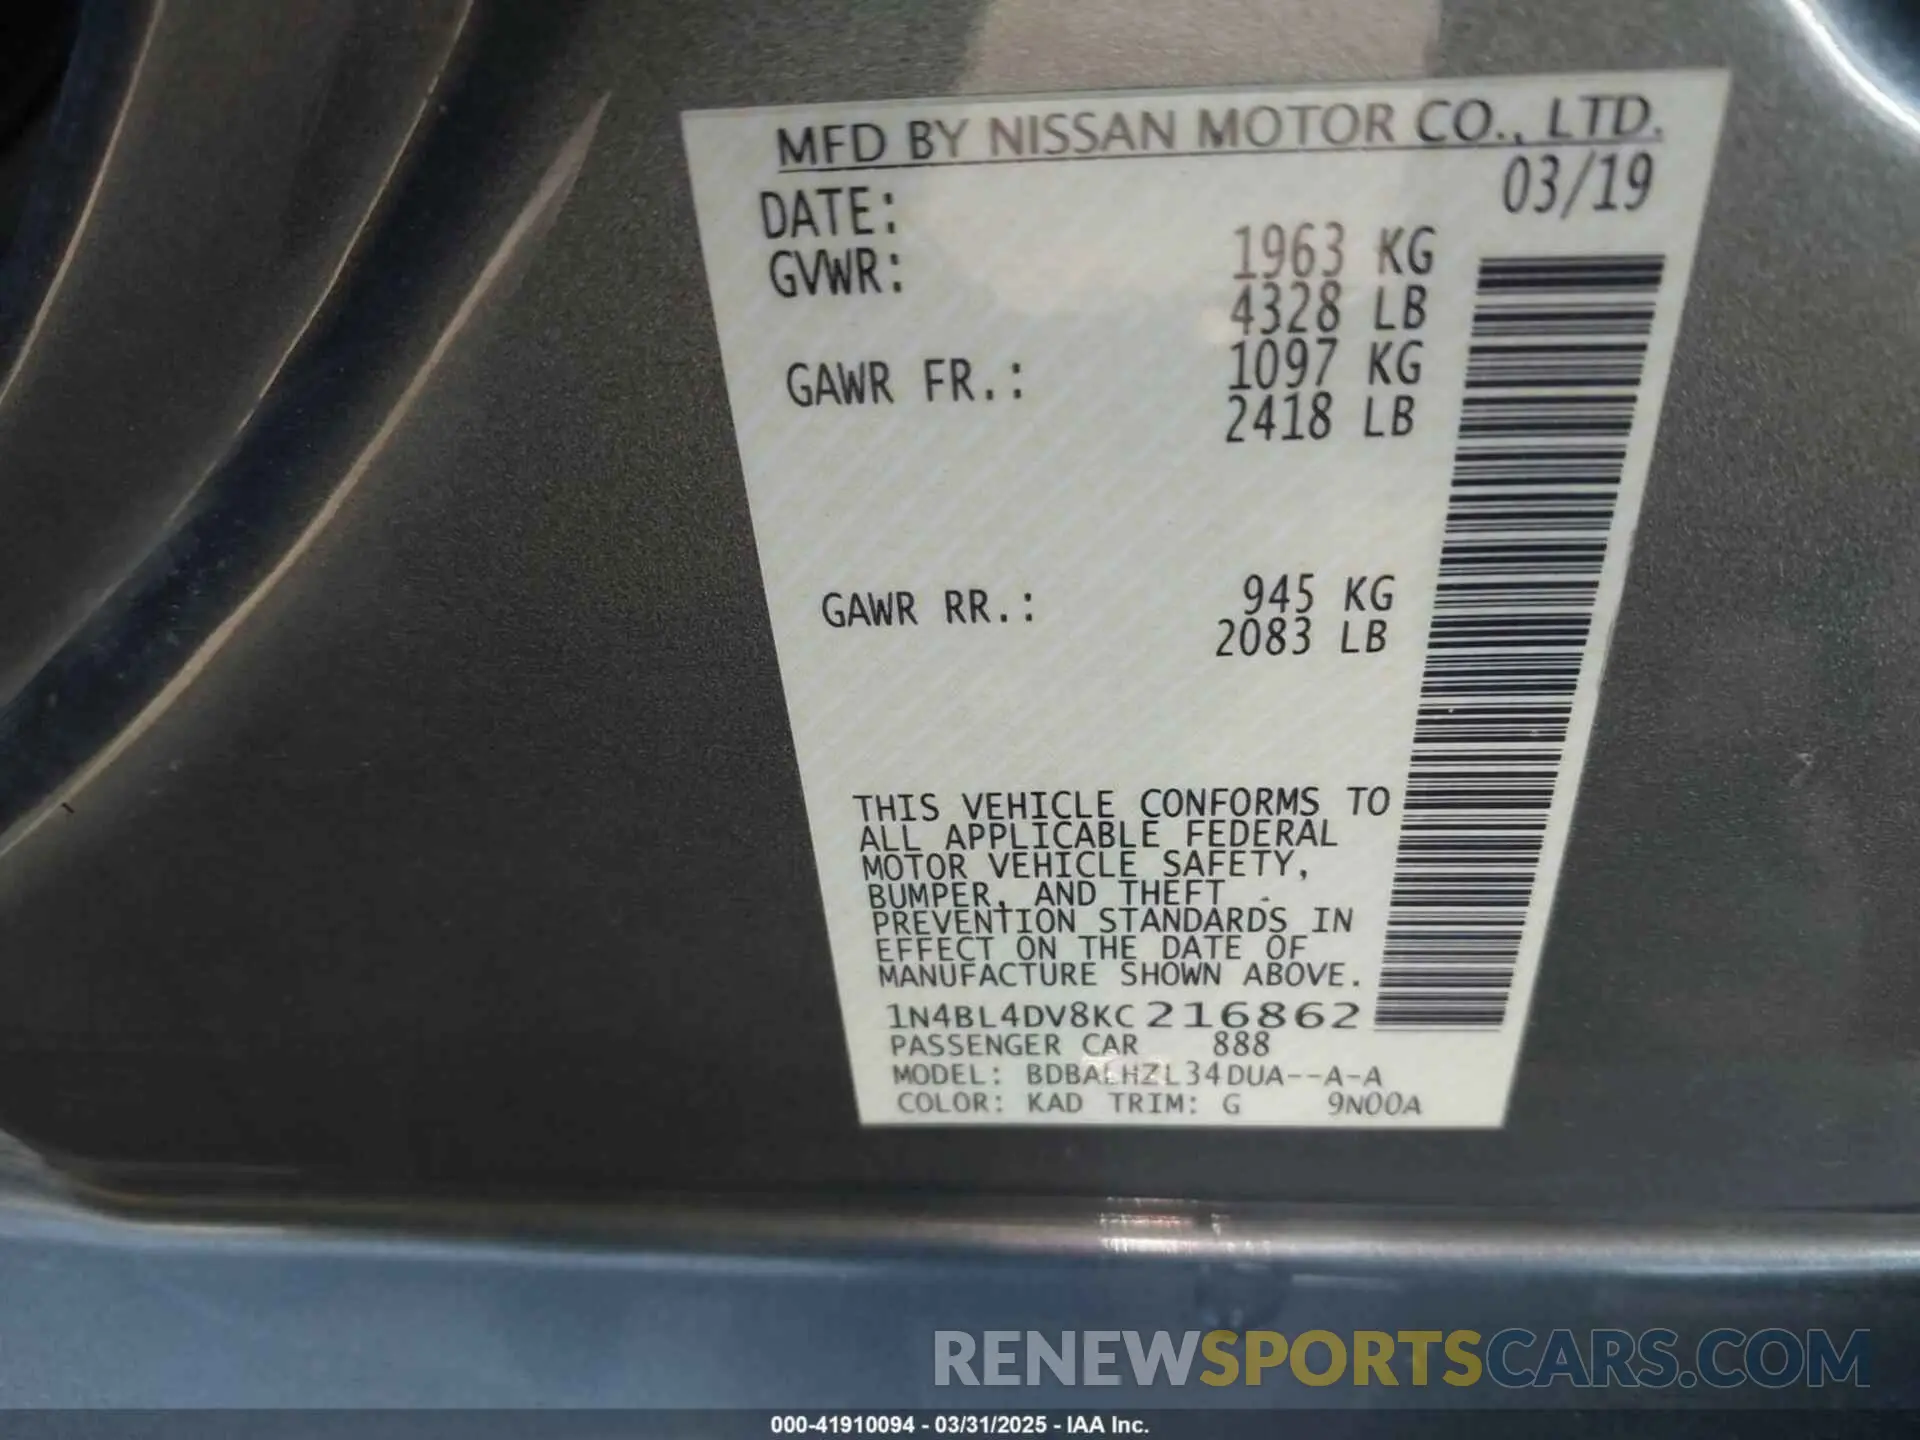 MFD BY NISSAN MOTOR CO., LTD.
DATE: 03/19
GVWR: 1963 KG
4328 LB
GAWR FR.: 1097 KG
2418 LB
GAWR RR.: 945 KG
2083 LB
THIS VEHICLE CONFORMS TO
ALL APPLICABLE FEDERAL
MOTOR VEHICLE SAFETY,
BUMPER, AND THEFT
PREVENTION STANDARDS IN
EFFECT ON THE DATE OF
MANUFACTURE SHOWN ABOVE.
1N4BL4DV8KC216862
PASSENGER CAR 888
MODEL: BDBALHZL34DUA--A-A
COLOR: KAD TRIM: G 9N00A
RENEWSPORTSCARS.COM
000-41910094 - 03/31/2025 - IAA Inc.